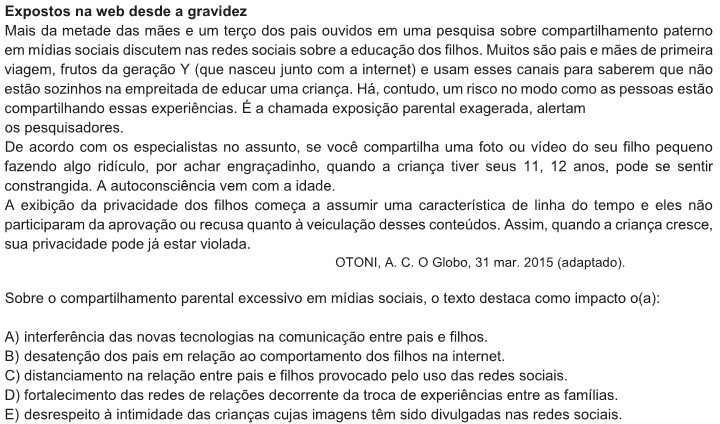 Expostos na web desde a gravidez
Mais da metade das mães e um terço dos pais ouvidos em uma pesquisa sobre compartilhamento paterno
em mídias sociais discutem nas redes sociais sobre a educação dos filhos. Muitos são pais e mães de primeira
viagem, frutos da geração Y (que nasceu junto com a internet) e usam esses canais para saberem que não
estão sozinhos na empreitada de educar uma criança. Há, contudo, um risco no modo como as pessoas estão
compartilhando essas experiências. É a chamada exposição parental exagerada, alertam
os pesquisadores.
De acordo com os especialistas no assunto, se você compartilha uma foto ou vídeo do seu filho pequeno
fazendo algo ridículo, por achar engraçadinho, quando a criança tiver seus 11, 12 anos, pode se sentir
constrangida. A autoconsciência vem com a idade.
A exibição da privacidade dos filhos começa a assumir uma característica de linha do tempo e eles não
participaram da aprovação ou recusa quanto à veiculação desses conteúdos. Assim, quando a criança cresce,
sua privacidade pode já estar violada.
OTONI, A. C. O Globo, 31 mar. 2015 (adaptado).
Sobre o compartilhamento parental excessivo em mídias sociais, o texto destaca como impacto o(a):
A) interferência das novas tecnologias na comunicação entre pais e filhos.
B) desatenção dos pais em relação ao comportamento dos filhos na internet.
C) distanciamento na relação entre pais e filhos provocado pelo uso das redes sociais.
D) fortalecimento das redes de relações decorrente da troca de experiências entre as famílias.
E) desrespeito à intimidade das crianças cujas imagens têm sido divulgadas nas redes sociais.